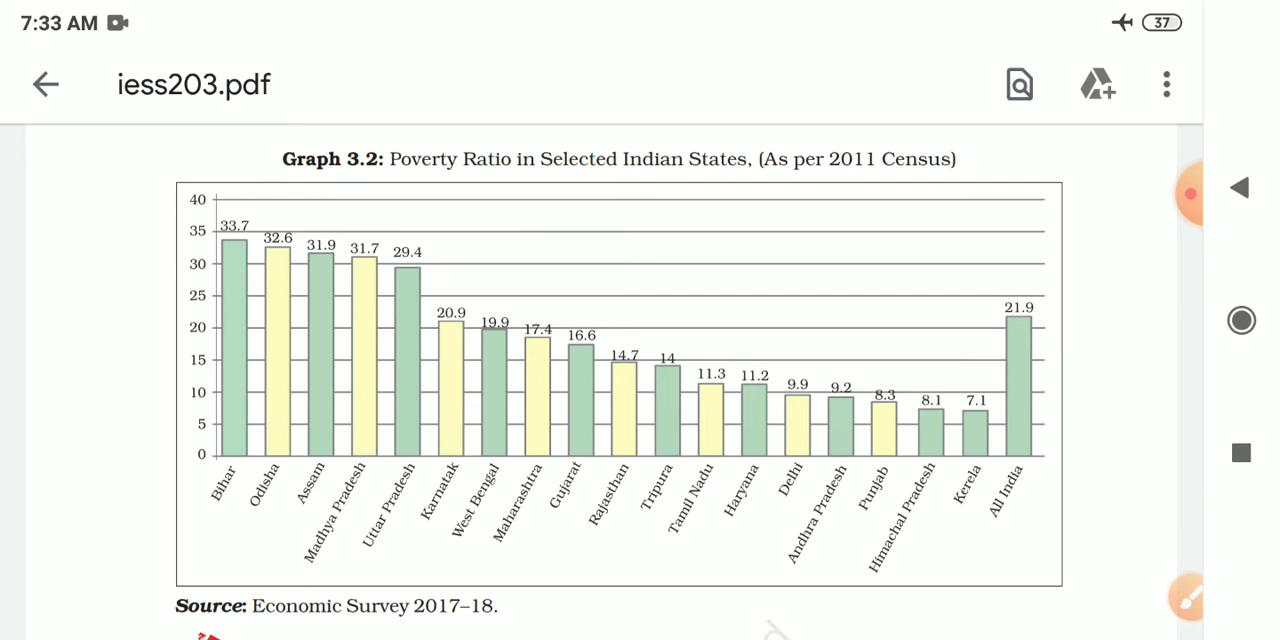 7:33 AM
37
iess203.pdf
Graph 3.2: Poverty Ratio in Selected Indian States, (As per 2011 Census)
40
35
30
25
20
15
10
5
0
33.7
32.6
31.9
31.7
29.4
20.9
19.9
17.4
16.6
14.7
14
11.3
11.2
9.9
9.2
8.3
8.1
7.1
21.9
Bihar
Odisha
Assam
Madhya Pradesh
Uttar Pradesh
Karnatak
West Bengal
Maharashtra
Gujarat
Rajasthan
Tripura
Tamil Nadu
Haryana
Delhi
Andhra Pradesh
Punjab
Himachal Pradesh
Kerela
All India
Source: Economic Survey 2017–18.